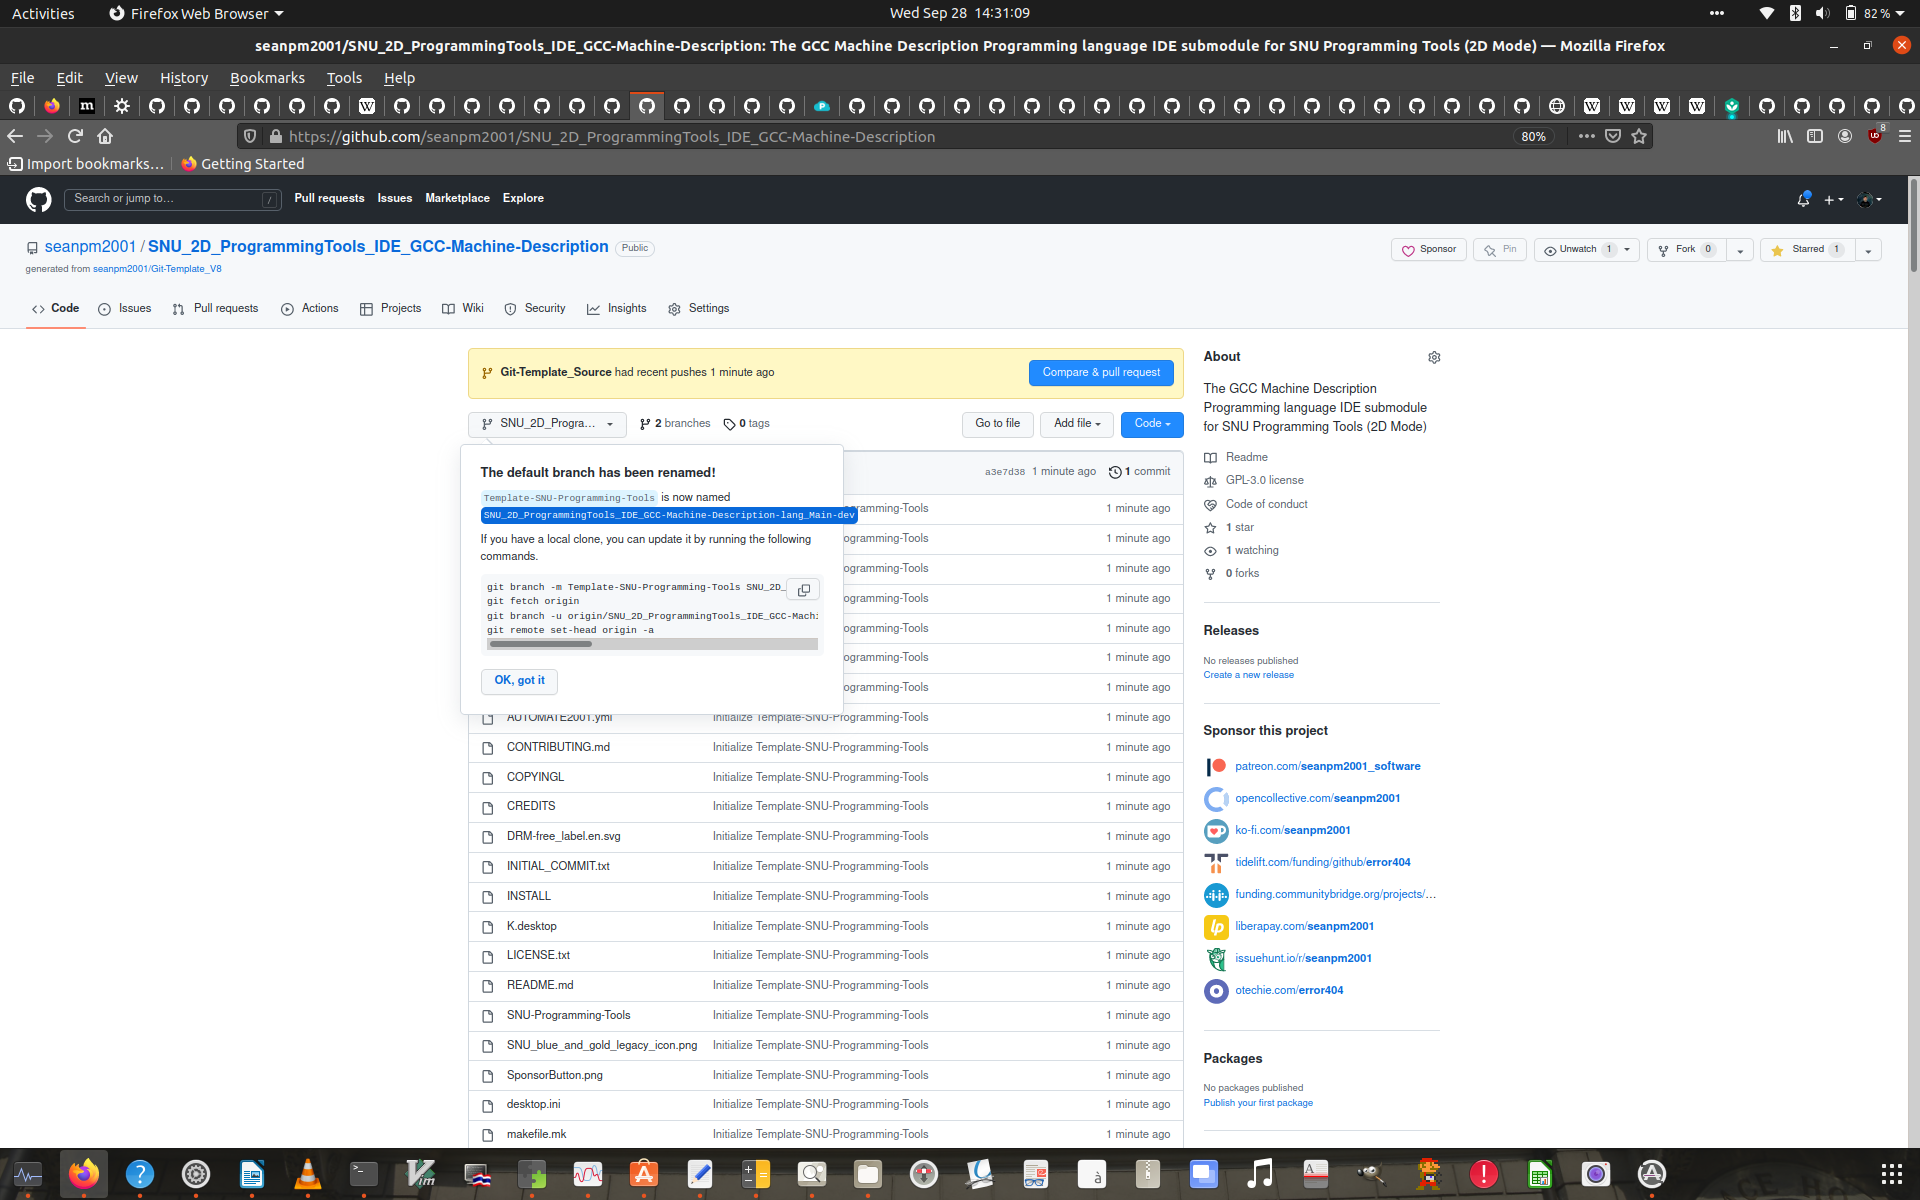 Activities
Firefox Web Browser
Wed Sep 28 14:31:09
82 %
seanpm2001/SNU_2D_ProgrammingTools_IDE_GCC-Machine-Description: The GCC Machine Description Programming language IDE submodule for SNU Programming Tools (2D Mode) — Mozilla Firefox
File Edit View History Bookmarks Tools Help
https://github.com/seanpm2001/SNU_2D_ProgrammingTools_IDE_GCC-Machine-Description
80%
8
Import bookmarks…
Getting Started
Search or jump to…
/
Pull requests Issues Marketplace Explore
seanpm2001 / SNU_2D_ProgrammingTools_IDE_GCC-Machine-Description
Public
generated from seanpm2001/Git-Template_V8
Sponsor
Pin
Unwatch 1
Fork 0
Starred 1
Code
Issues
Pull requests
Actions
Projects
Wiki
Security
Insights
Settings
Git-Template_Source had recent pushes 1 minute ago
Compare & pull request
SNU_2D_Progra…
2 branches
0 tags
Go to file
Add file
Code
a3e7d38 1 minute ago
1 commit
The default branch has been renamed!
Template-SNU-Programming-Tools is now named
SNU_2D_ProgrammingTools_IDE_GCC-Machine-Description-lang_Main-dev
If you have a local clone, you can update it by running the following
commands.
git branch -m Template-SNU-Programming-Tools SNU_2D_
git fetch origin
git branch -u origin/SNU_2D_ProgrammingTools_IDE_GCC-Machi
git remote set-head origin -a
OK, got it
ogramming-Tools 1 minute ago
ogramming-Tools 1 minute ago
ogramming-Tools 1 minute ago
ogramming-Tools 1 minute ago
ogramming-Tools 1 minute ago
ogramming-Tools 1 minute ago
ogramming-Tools 1 minute ago
AUTOMATE2001.yml Initialize Template-SNU-Programming-Tools 1 minute ago
CONTRIBUTING.md Initialize Template-SNU-Programming-Tools 1 minute ago
COPYINGL Initialize Template-SNU-Programming-Tools 1 minute ago
CREDITS Initialize Template-SNU-Programming-Tools 1 minute ago
DRM-free_label.en.svg Initialize Template-SNU-Programming-Tools 1 minute ago
INITIAL_COMMIT.txt Initialize Template-SNU-Programming-Tools 1 minute ago
INSTALL Initialize Template-SNU-Programming-Tools 1 minute ago
K.desktop Initialize Template-SNU-Programming-Tools 1 minute ago
LICENSE.txt Initialize Template-SNU-Programming-Tools 1 minute ago
README.md Initialize Template-SNU-Programming-Tools 1 minute ago
SNU-Programming-Tools Initialize Template-SNU-Programming-Tools 1 minute ago
SNU_blue_and_gold_legacy_icon.png Initialize Template-SNU-Programming-Tools 1 minute ago
SponsorButton.png Initialize Template-SNU-Programming-Tools 1 minute ago
desktop.ini Initialize Template-SNU-Programming-Tools 1 minute ago
makefile.mk Initialize Template-SNU-Programming-Tools 1 minute ago
About
The GCC Machine Description
Programming language IDE submodule
for SNU Programming Tools (2D Mode)
Readme
GPL-3.0 license
Code of conduct
1 star
1 watching
0 forks
Releases
No releases published
Create a new release
Sponsor this project
patreon.com/seanpm2001_software
opencollective.com/seanpm2001
ko-fi.com/seanpm2001
tidelift.com/funding/github/error404
funding.communitybridge.org/projects/…
liberapay.com/seanpm2001
issuehunt.io/r/seanpm2001
otechie.com/error404
Packages
No packages published
Publish your first package